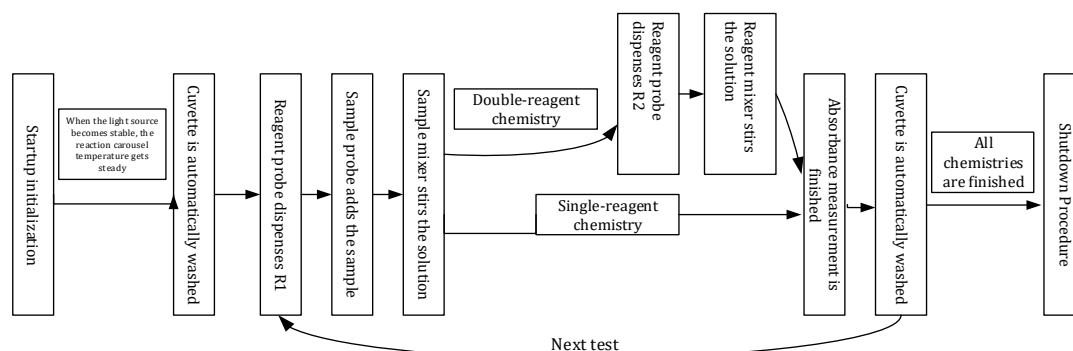 Startup initialization
When the light source
becomes stable, the
reaction carousel
temperature gets
steady
Cuvette is automatically washed
Reagent probe dispenses R1
Sample probe adds the sample
Sample mixer stirs the solution
Double-reagent
chemistry
Reagent probe
dispenses R2
Reagent mixer stirs
the solution
Single-reagent
chemistry
Absorbance measurement is
finished
Cuvette is automatically washed
All
chemistries
are finished
Shutdown Procedure
Next test